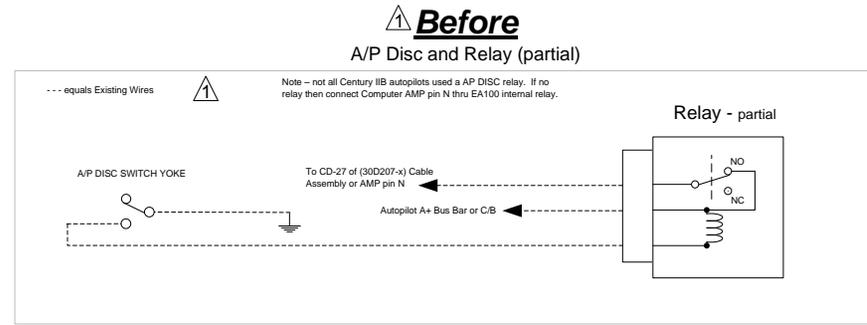 1 Before
A/P Disc and Relay (partial)
- - - equals Existing Wires
1
Note – not all Century IIB autopilots used a AP DISC relay. If no
relay then connect Computer AMP pin N thru EA100 internal relay.
Relay - partial
NO
NC
A/P DISC SWITCH YOKE
To CD-27 of (30D207-x) Cable
Assembly or AMP pin N
Autopilot A+ Bus Bar or C/B